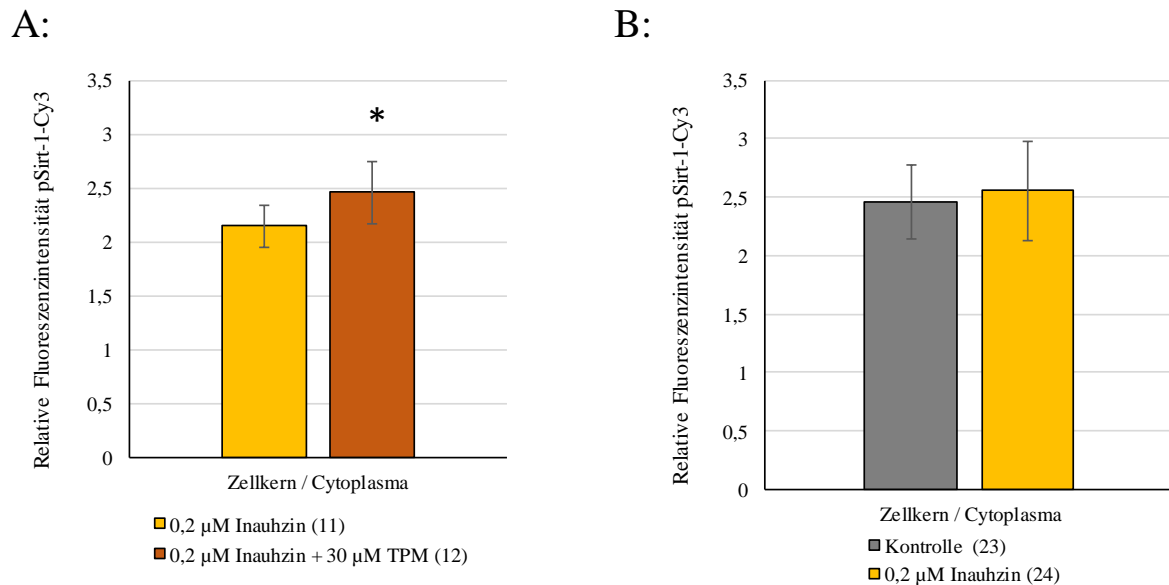 A:
Relative Fluoreszenzintensität pSirt-1-Cy3
3,5
3
2,5
2
1,5
1
0,5
0
*
Zellkern / Cytoplasma
0,2 µM Inauhzin (11)
0,2 µM Inauhzin + 30 µM TPM (12)
B:
Relative Fluoreszenzintensität pSirt-1-Cy3
3,5
3
2,5
2
1,5
1
0,5
0
Zellkern / Cytoplasma
Kontrolle (23)
0,2 µM Inauhzin (24)